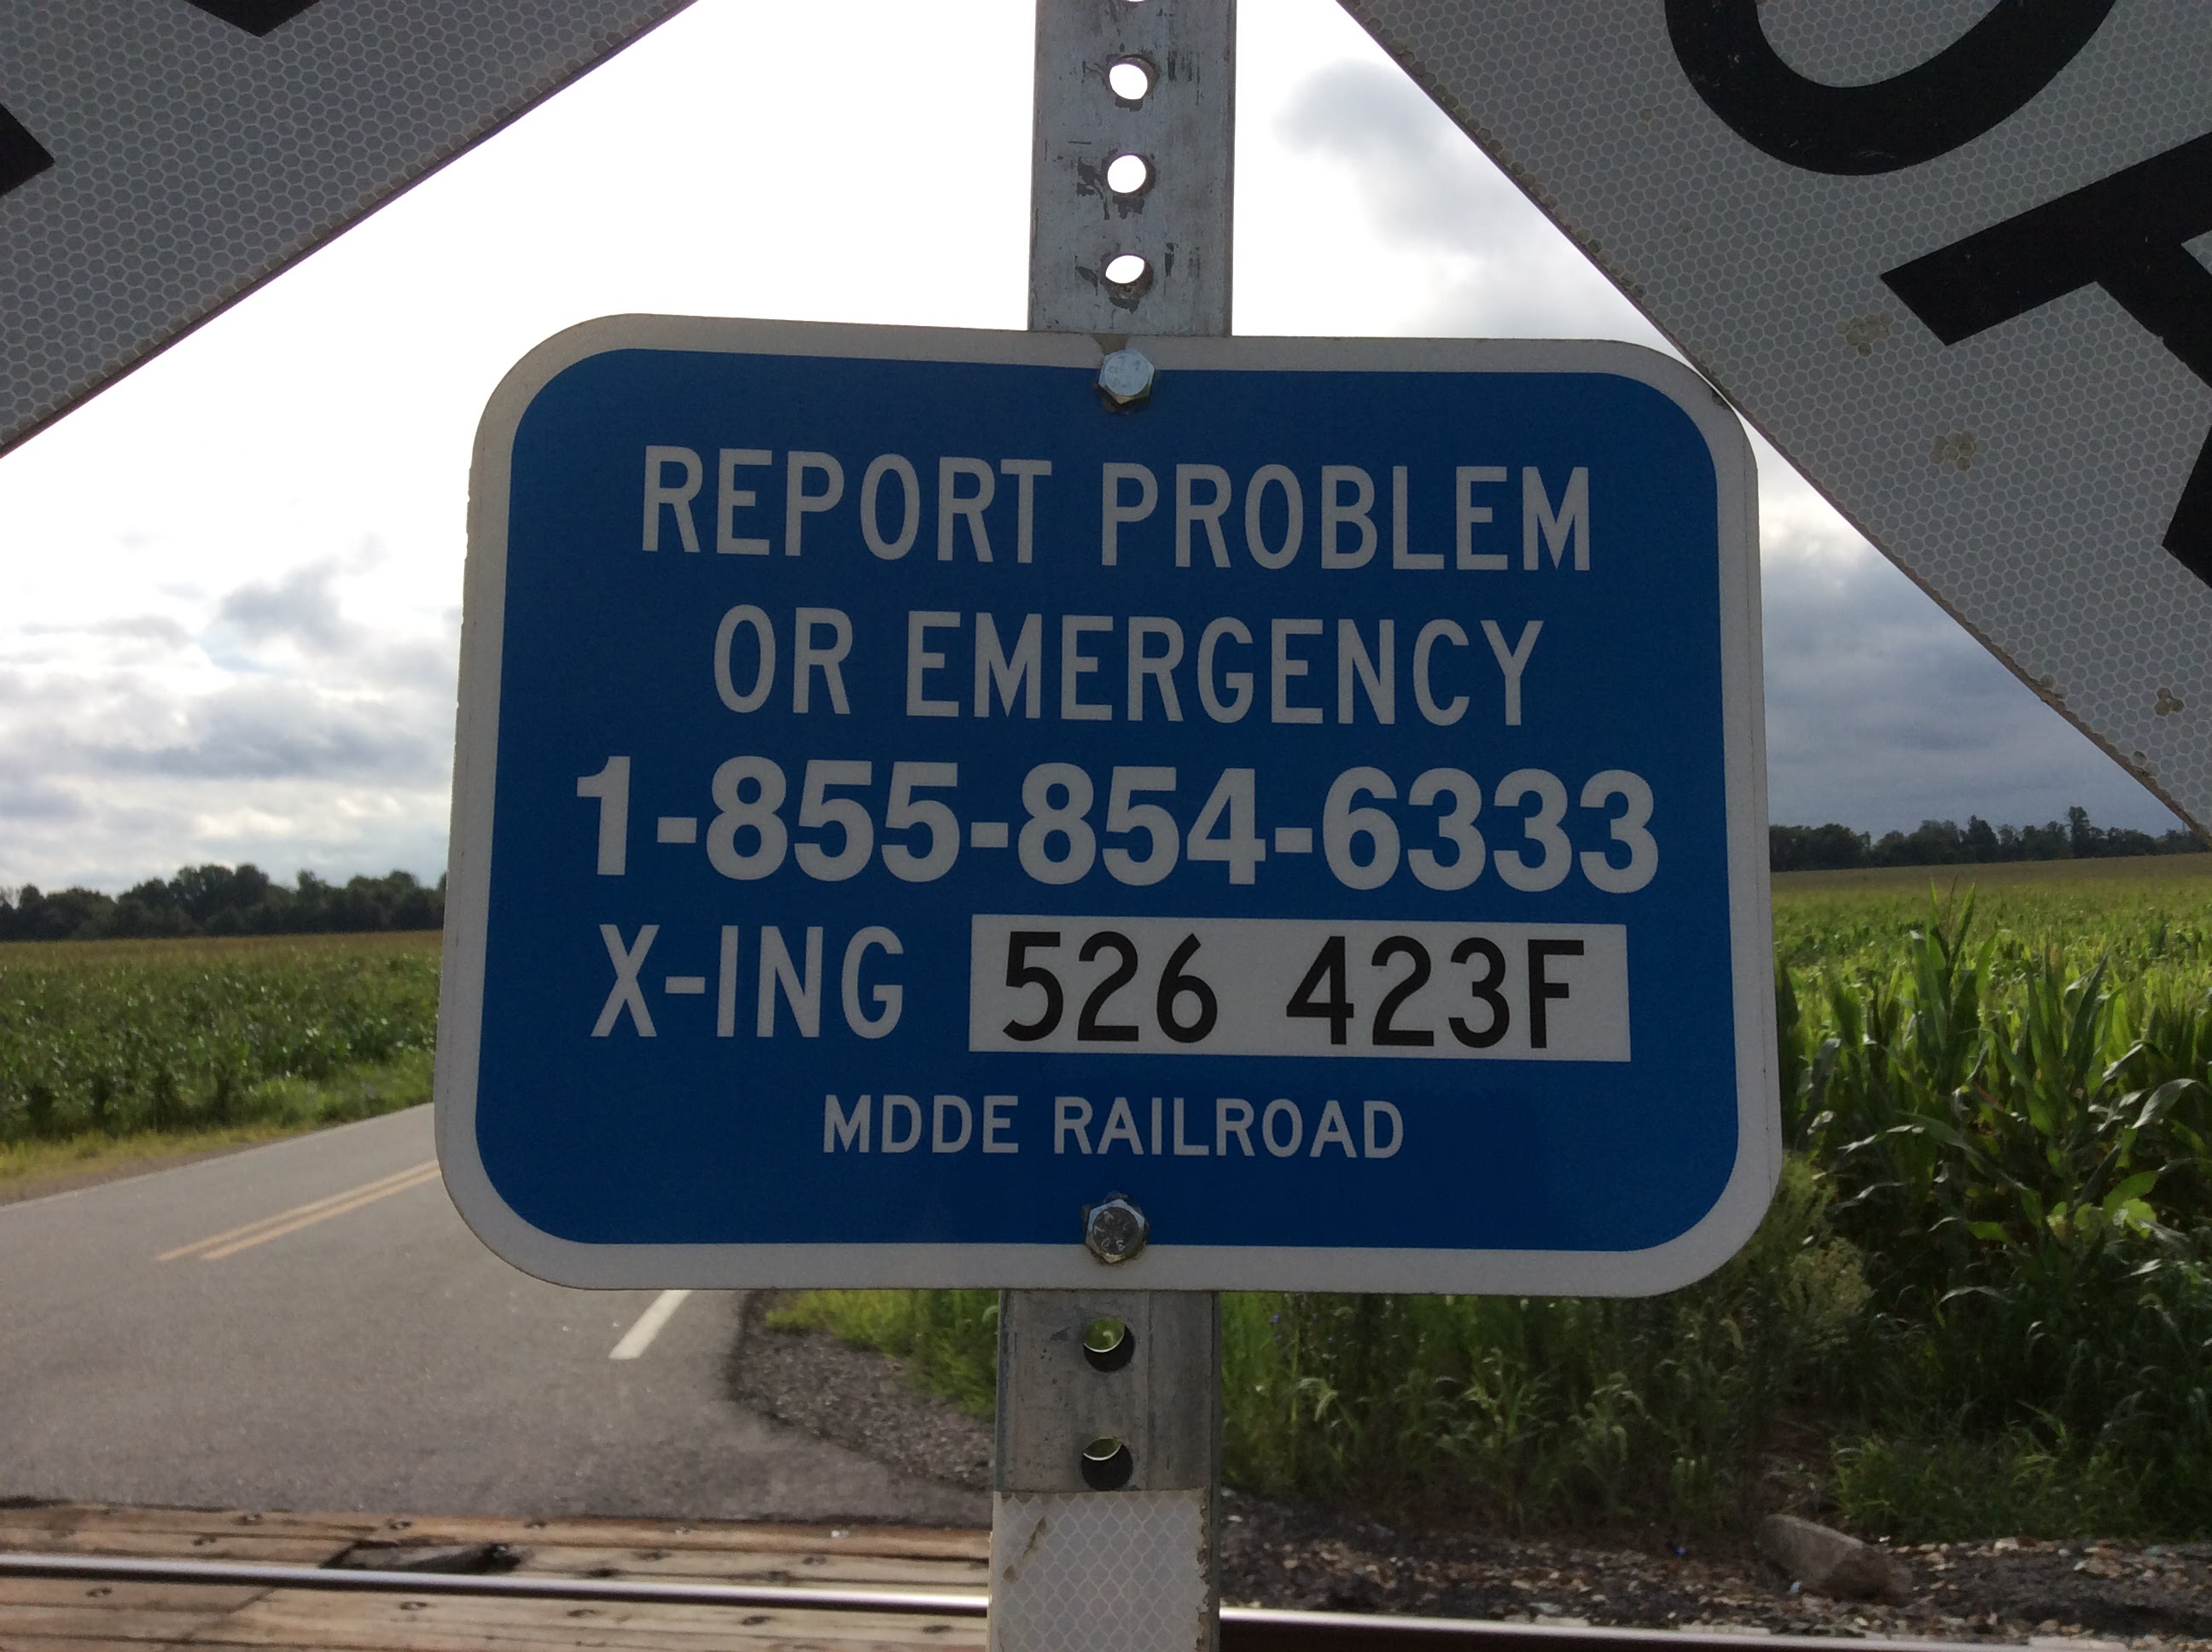 REPORT PROBLEM
OR EMERGENCY
1-855-854-6333
X-ING 526 423F
MDDE RAILROAD